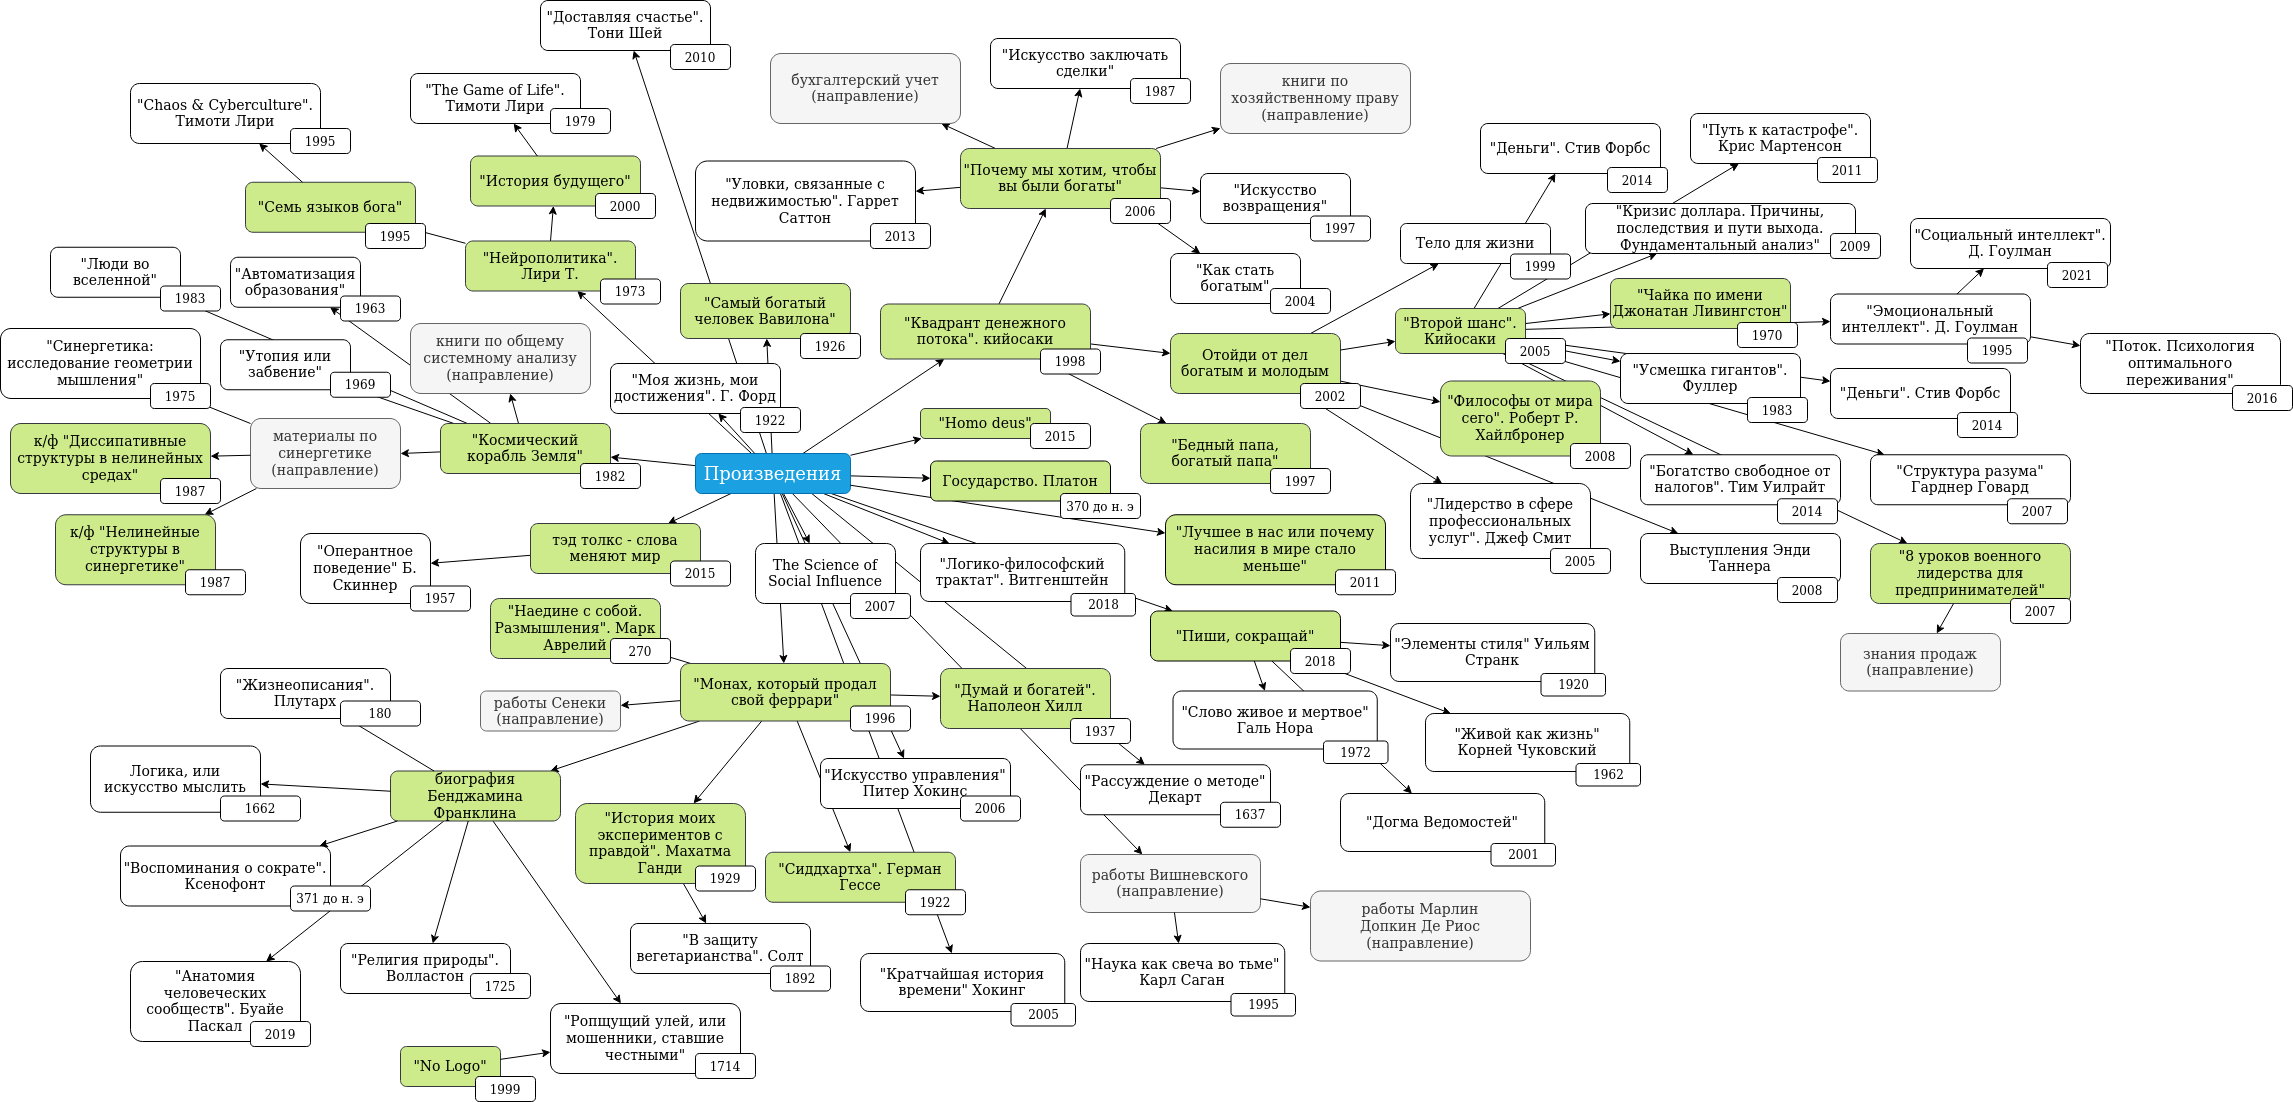 "Доставляя счастье".
Тони Шей
2010
"Искусство заключать
сделки"
1987
бухгалтерский учет
(направление)
книги по
хозяйственному праву
(направление)
"Chaos & Cyberculture".
Тимоти Лири
1995
"The Game of Life".
Тимоти Лири
1979
"История будущего"
2000
"Семь языков бога"
1995
"Нейрополитика".
Лири Т.
1973
"Уловки, связанные с
недвижимостью". Гаррет
Саттон
2013
"Почему мы хотим, чтобы
вы были богаты"
2006
"Искусство
возвращения"
1997
"Как стать
богатым"
2004
"Деньги". Стив Форбс
2014
"Путь к катастрофе".
Крис Мартенсон
2011
Тело для жизни
1999
"Кризис доллара. Причины,
последствия и пути выхода.
Фундаментальный анализ"
2009
"Социальный интеллект".
Д. Гоулман
2021
"Люди во
вселенной"
1983
"Автоматизация
образования"
1963
"Синергетика:
исследование геометрии
мышления"
1975
"Утопия или
забвение"
1969
книги по общему
системному анализу
(направление)
"Самый богатый
человек Вавилона"
1926
"Моя жизнь, мои
достижения". Г. Форд
1922
"Квадрант денежного
потока". кийосаки
1998
Отойди от дел
богатым и молодым
2002
"Второй шанс".
Кийосаки
2005
"Чайка по имени
Джонатан Ливингстон"
1970
"Эмоциональный
интеллект". Д. Гоулман
1995
"Поток. Психология
оптимального
переживания"
2016
"Усмешка гигантов".
Фуллер
1983
"Деньги". Стив Форбс
2014
"Философы от мира
сего". Роберт Р.
Хайлбронер
2008
к/ф "Диссипативные
структуры в нелинейных
средах"
1987
материалы по
синергетике
(направление)
"Космический
корабль Земля"
1982
Произведения
"Homo deus"
2015
Государство. Платон
370 до н. э
"Бедный папа,
богатый папа"
1997
"Лидерство в сфере
профессиональных
услуг". Джеф Смит
2005
"Богатство свободное от
налогов". Тим Уилрайт
2014
"Структура разума"
Гарднер Говард
2007
к/ф "Нелинейные
структуры в
синергетике"
1987
"Оперантное
поведение" Б.
Скиннер
1957
тэд толкс - слова
меняют мир
2015
The Science of
Social Influence
2007
"Логико-философский
трактат". Витгенштейн
2018
"Лучшее в нас или почему
насилия в мире стало
меньше"
2011
Выступления Энди
Таннера
2008
"8 уроков военного
лидерства для
препринимателей"
2007
"Наедине с собой.
Размышления". Марк
Аврелий
270
"Пиши, сокращай"
2018
"Элементы стиля" Уильям
Странк
1920
знания продаж
(направление)
"Жизнеописания".
Плутарх
180
работы Сенеки
(направление)
"Монах, который продал
свой феррари"
1996
"Думай и богатей".
Наполеон Хилл
1937
"Слово живое и мертвое"
Галь Нора
1972
"Живой как жизнь"
Корней Чуковский
1962
Логика, или
искусство мыслить
1662
биография
Бенджамина
Франклина
"Искусство управления"
Питер Хокинс
2006
"Рассуждение о методе"
Декарт
1637
"Догма Ведомостей"
2001
"История моих
экспериментов с
правдой". Махатма
Ганди
1929
"Воспоминания о сократе".
Ксенофонт
371 до н. э
"Сиддхартха". Герман
Гессе
1922
работы Вишневского
(направление)
работы Марлин
Допкин Де Риос
(направление)
"Анатомия
человеческих
сообществ". Буайе
Паскал
2019
"Религия природы".
Волластон
1725
"В защиту
вегетарианства". Солт
1892
"Кратчайшая история
времени" Хокинг
2005
"Наука как свеча во тьме"
Карл Саган
1995
"Ропщущий улей, или
мошенники, ставшие
честными"
1714
"No Logo"
1999